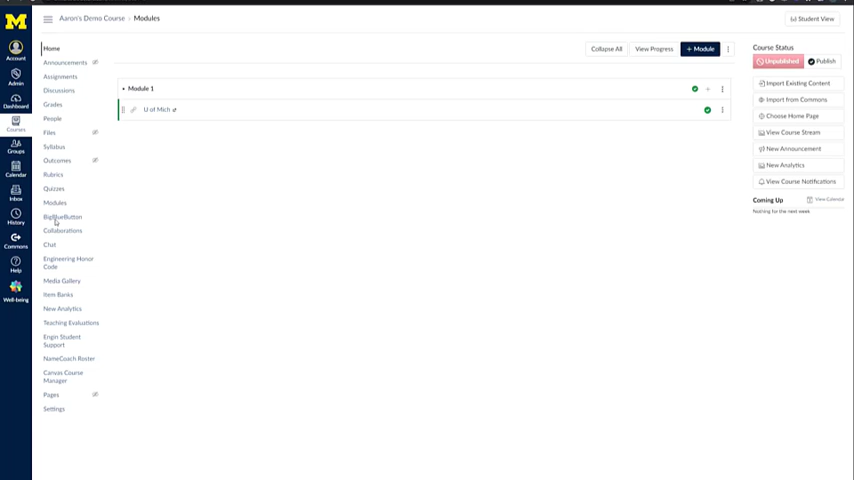 Aaron's Demo Course › Modules
Student View
Account
Admin
Dashboard
Courses
Groups
Calendar
Inbox
History
Commons
Help
Well-being
Home
Announcements
Assignments
Discussions
Grades
People
Files
Syllabus
Outcomes
Rubrics
Quizzes
Modules
BigBlueButton
Collaborations
Chat
Engineering Honor
Code
Media Gallery
Item Banks
New Analytics
Teaching Evaluations
Engin Student
Support
NameCoach Roster
Canvas Course
Manager
Pages
Settings
Collapse All
View Progress
+ Module
Module 1
U of Mich
Course Status
Unpublished
Publish
Import Existing Content
Import from Commons
Choose Home Page
View Course Stream
New Announcement
New Analytics
View Course Notifications
Coming Up
View Calendar
Nothing for the next week